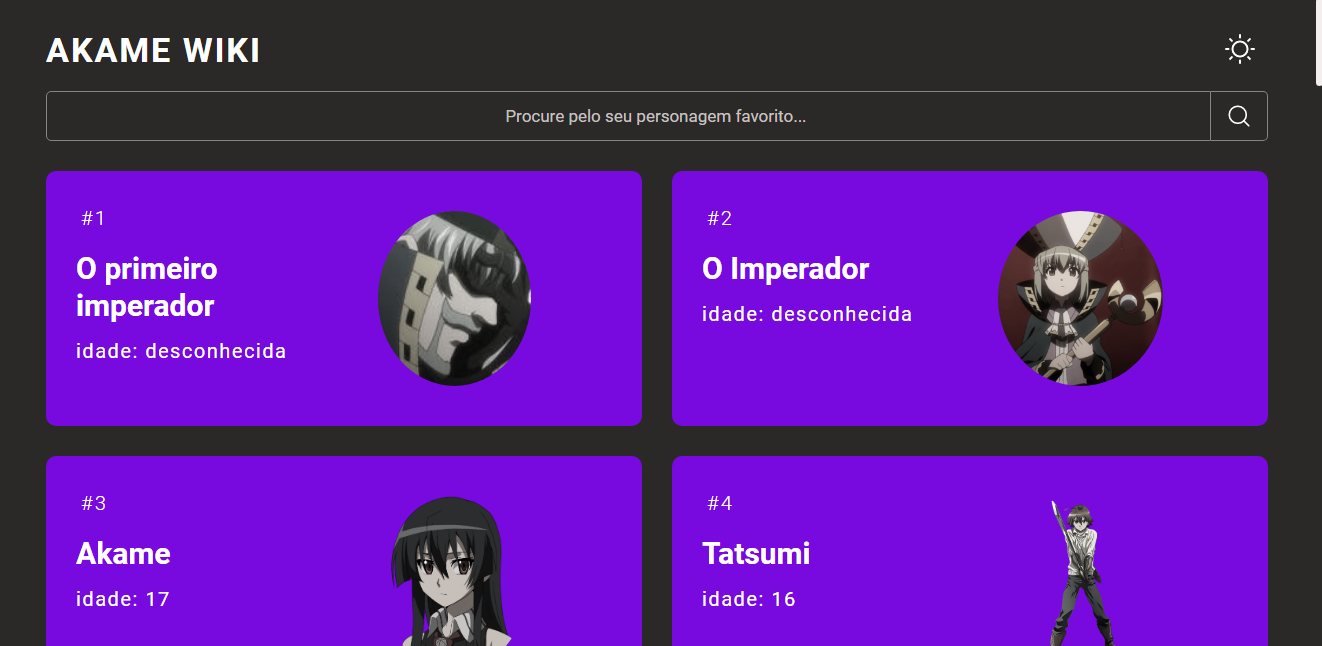 AKAME WIKI
Procure pelo seu personagem favorito...
#1
O primeiro
imperador
idade: desconhecida
#2
O Imperador
idade: desconhecida
#3
Akame
idade: 17
#4
Tatsumi
idade: 16